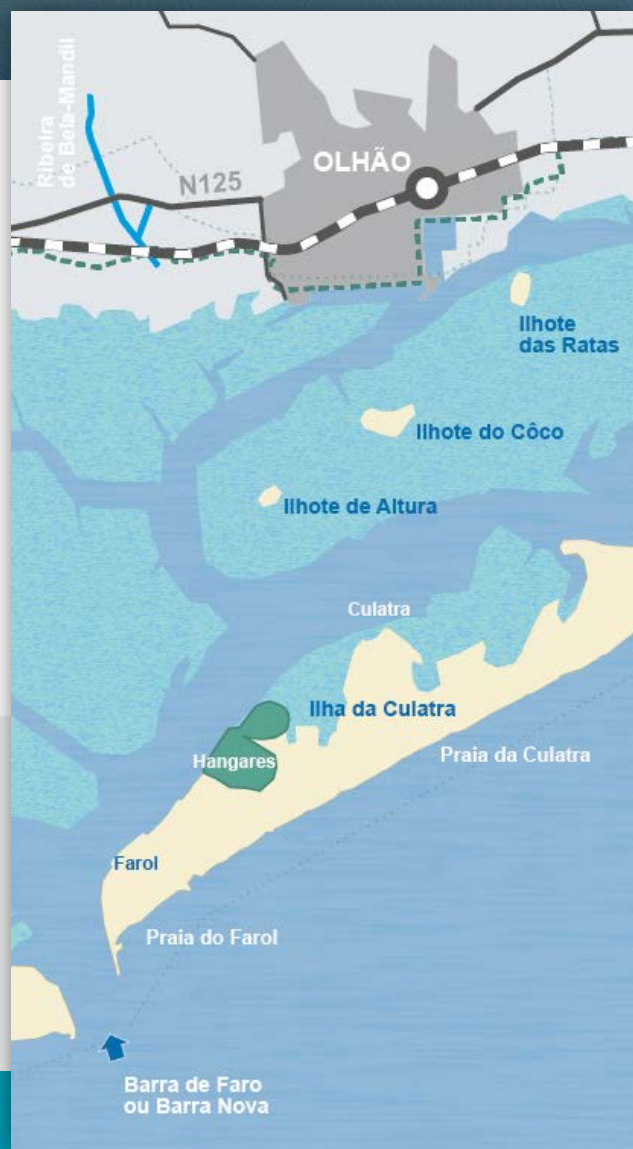 Ribeira
de Bela-Mandil
N125
OLHÃO
Ilhote
das Ratas
Ilhote do Côco
Ilhote de Altura
Culatra
Ilha da Culatra
Hangares
Praia da Culatra
Farol
Praia do Farol
Barra de Faro
ou Barra Nova